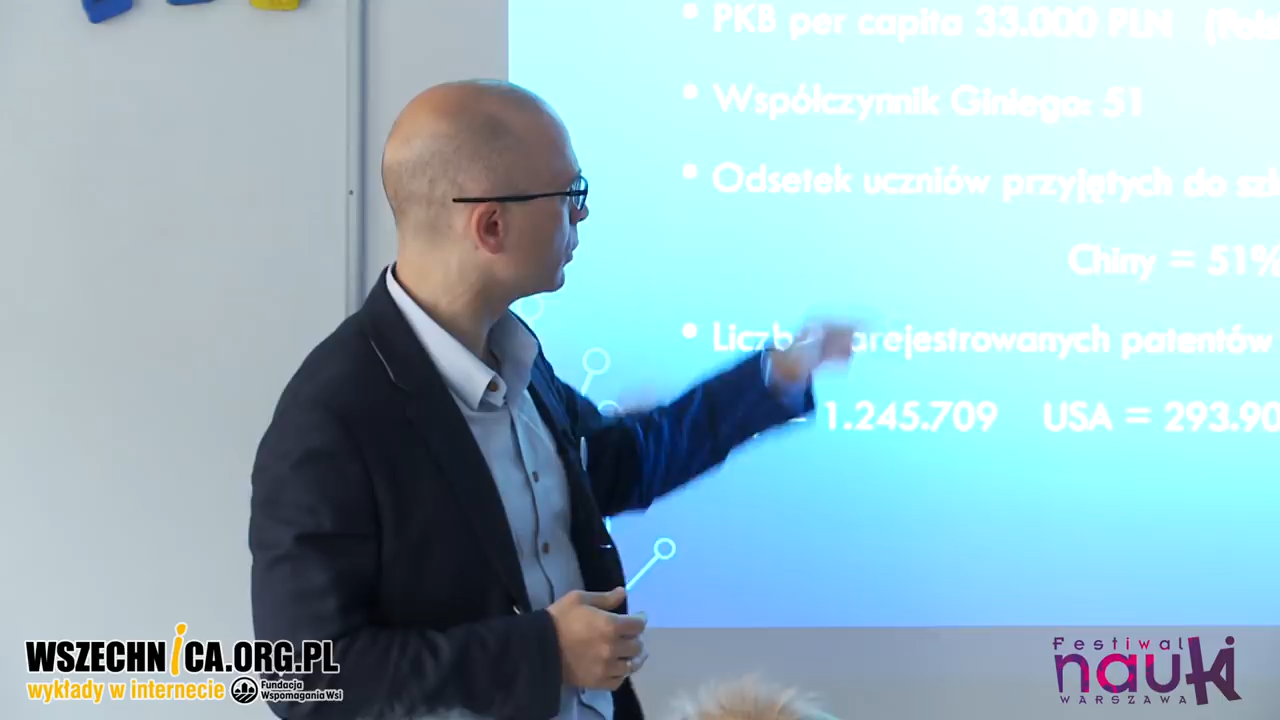 • PKB per capita 33.000 PLN
• Współczynnik Giniego: 51
• Odsetek uczniów przyjętych do
Chiny = 51%
• patentów
= 1.245.709 USA = 293.90
WSZECHNICA.ORG.PL
wykłady w internecie
Fundacja
Wspomagania Wsi
Festiwal
nauki
WARSZAWA